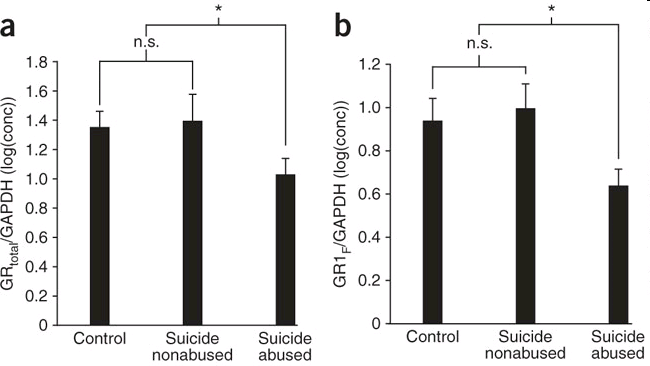 a
*
n.s.
GRtotal/GAPDH (log(conc))
1.8
1.6
1.4
1.2
1.0
0.8
0.6
0.4
0.2
0
Control
Suicide
nonabused
Suicide
abused
b
*
n.s.
GR1F/GAPDH (log(conc))
1.2
1.0
0.8
0.6
0.4
0.2
0
Control
Suicide
nonabused
Suicide
abused